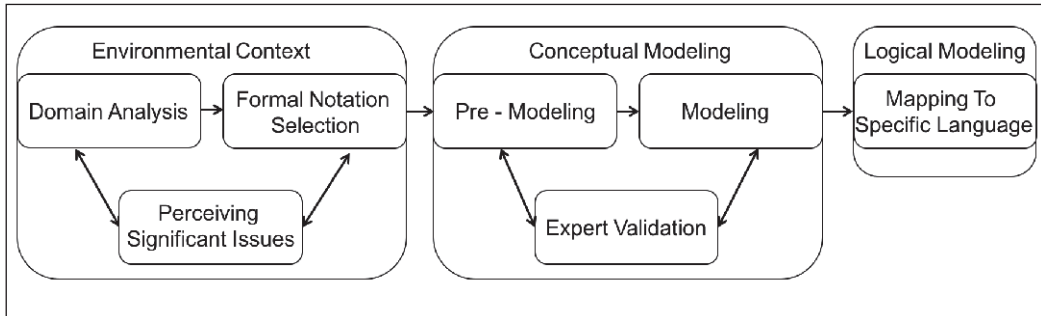 Environmental Context
Domain Analysis
Formal Notation
Selection
Perceiving
Significant Issues
Conceptual Modeling
Pre - Modeling
Modeling
Expert Validation
Logical Modeling
Mapping To
Specific Language